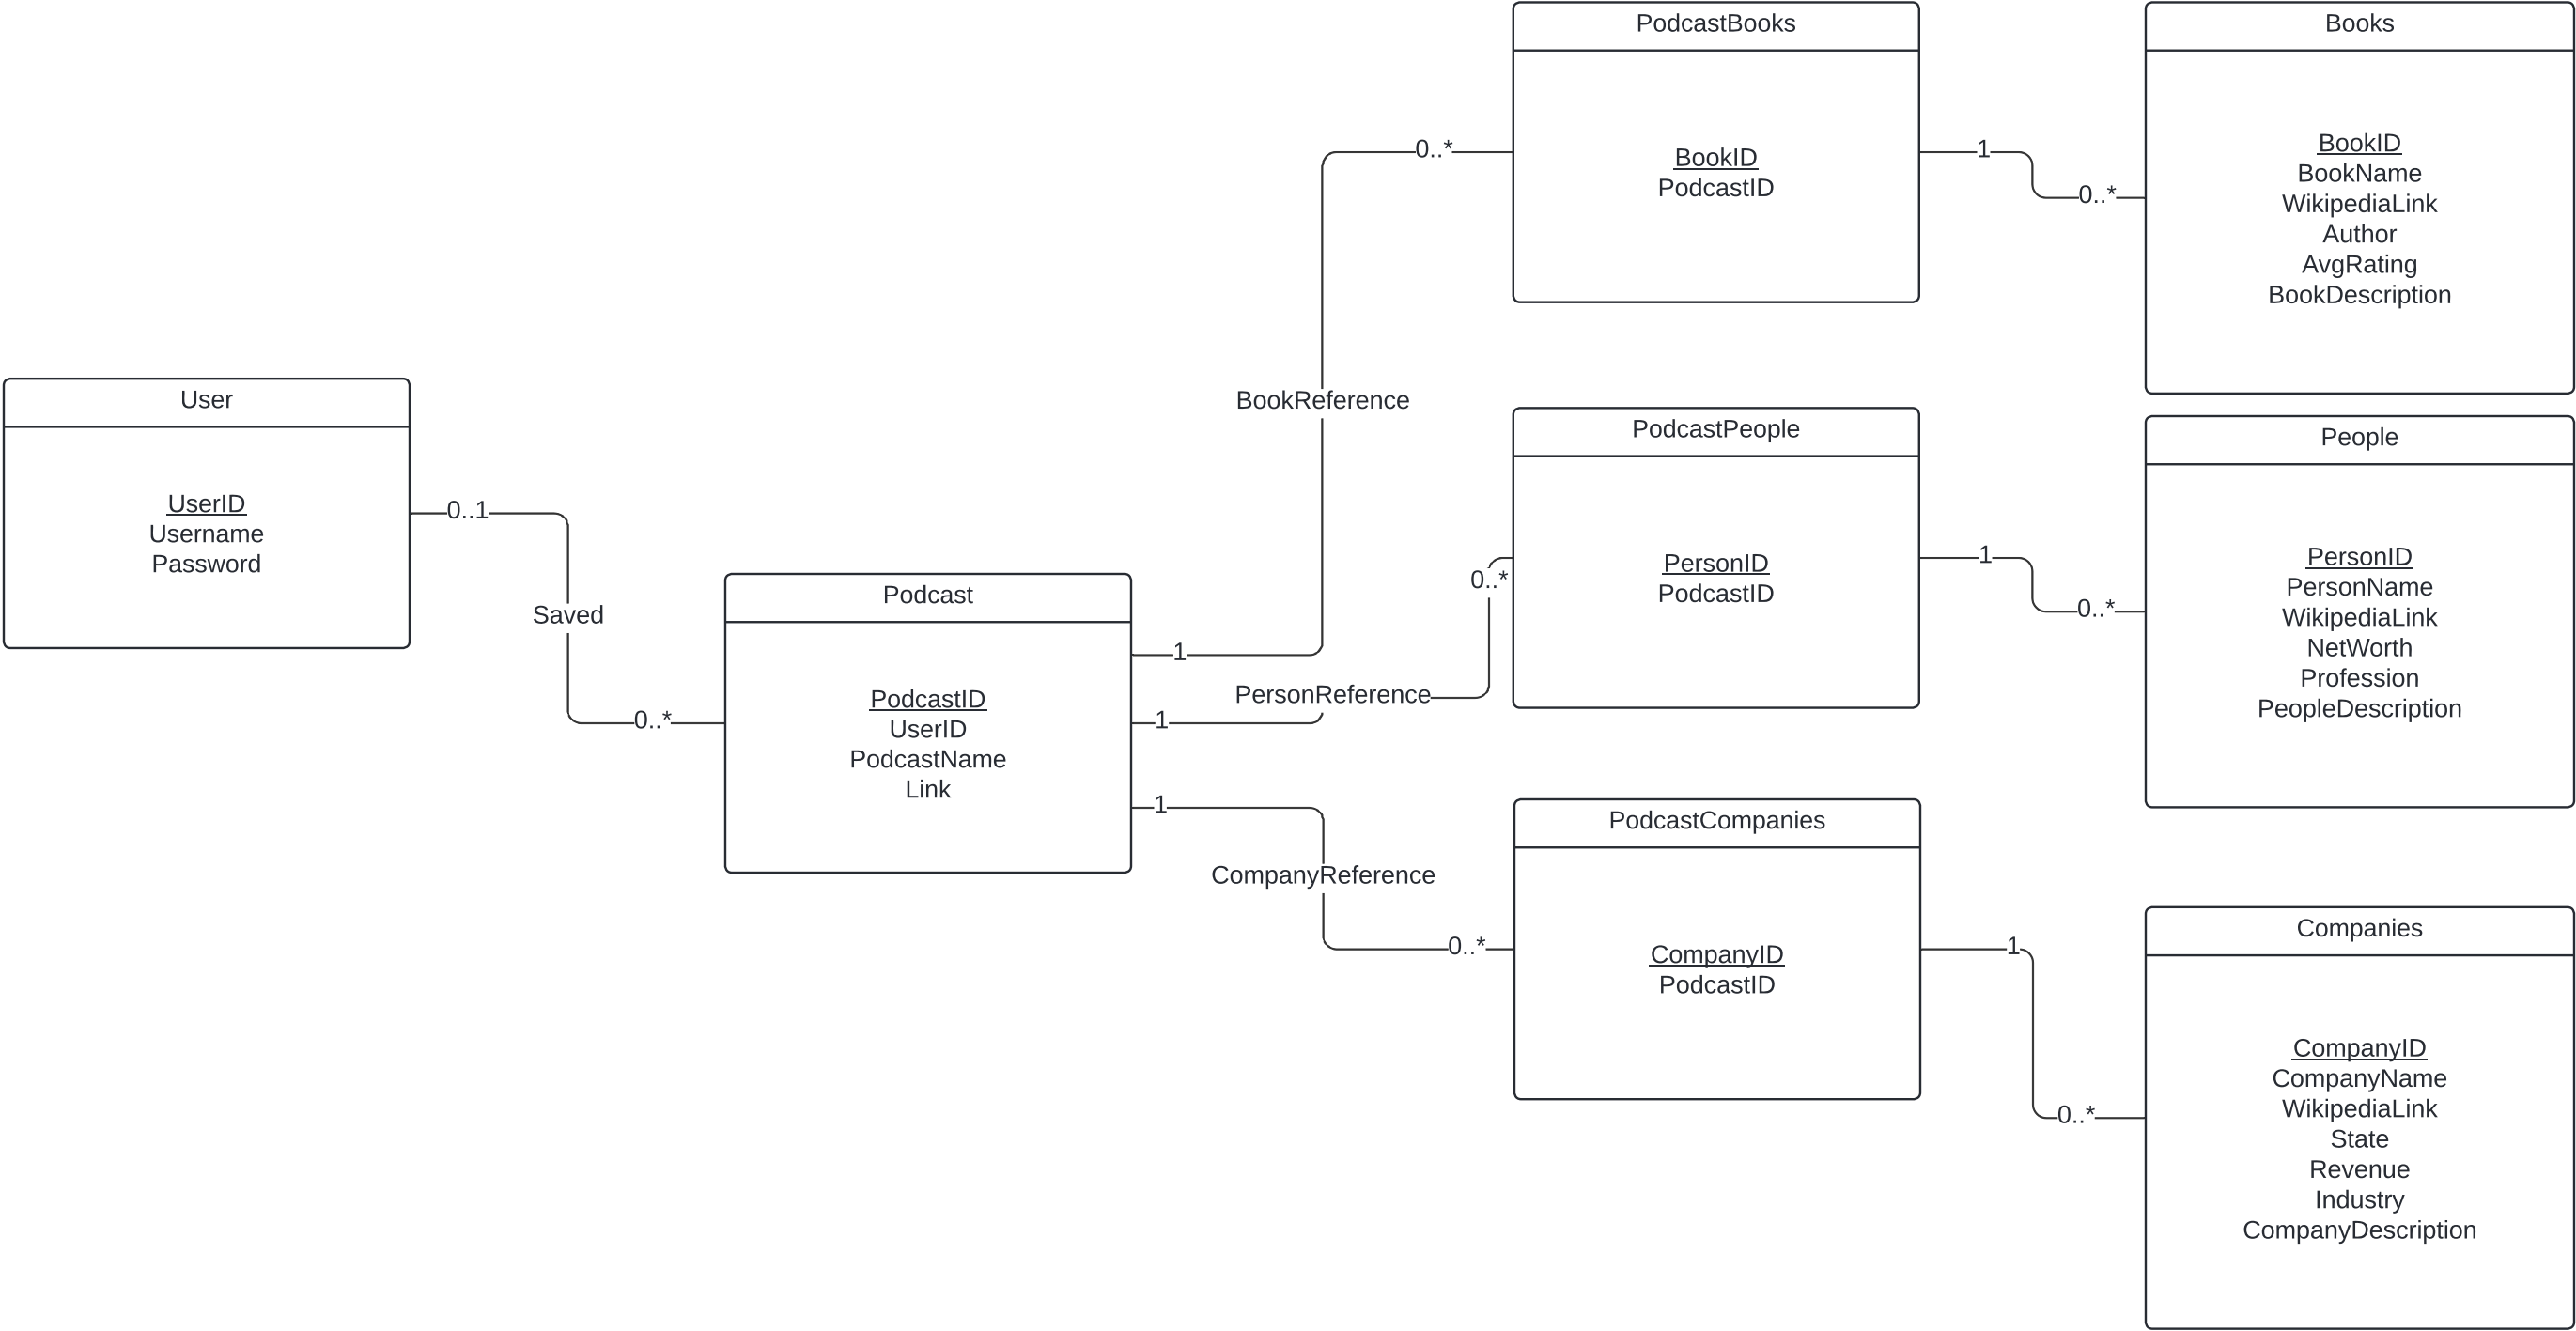 User
UserID
Username
Password
0..1
Saved
0..*
Podcast
PodcastID
UserID
PodcastName
Link
1
BookReference
0..*
1
PersonReference
0..*
1
CompanyReference
0..*
PodcastBooks
BookID
PodcastID
1
0..*
Books
BookID
BookName
WikipediaLink
Author
AvgRating
BookDescription
PodcastPeople
PersonID
PodcastID
1
0..*
People
PersonID
PersonName
WikipediaLink
NetWorth
Profession
PeopleDescription
PodcastCompanies
CompanyID
PodcastID
1
0..*
Companies
CompanyID
CompanyName
WikipediaLink
State
Revenue
Industry
CompanyDescription